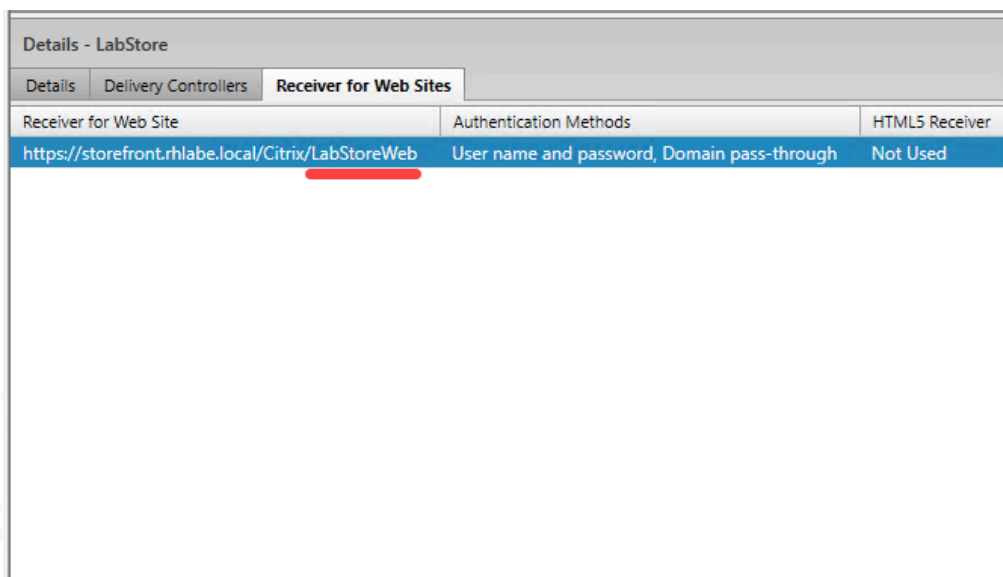 Details - LabStore
Details Delivery Controllers Receiver for Web Sites
Receiver for Web Site Authentication Methods HTML5 Receiver
https://storefront.rhlabe.local/Citrix/LabStoreWeb User name and password, Domain pass-through Not Used